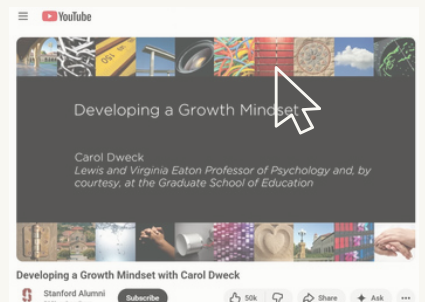 YouTube
Developing a Growth Mindset
Carol Dweck
Lewis and Virginia Eaton Professor of Psychology and, by
courtesy, at the Graduate School of Education
Developing a Growth Mindset with Carol Dweck
Stanford Alumni
Subscribe
50k
Share
Ask